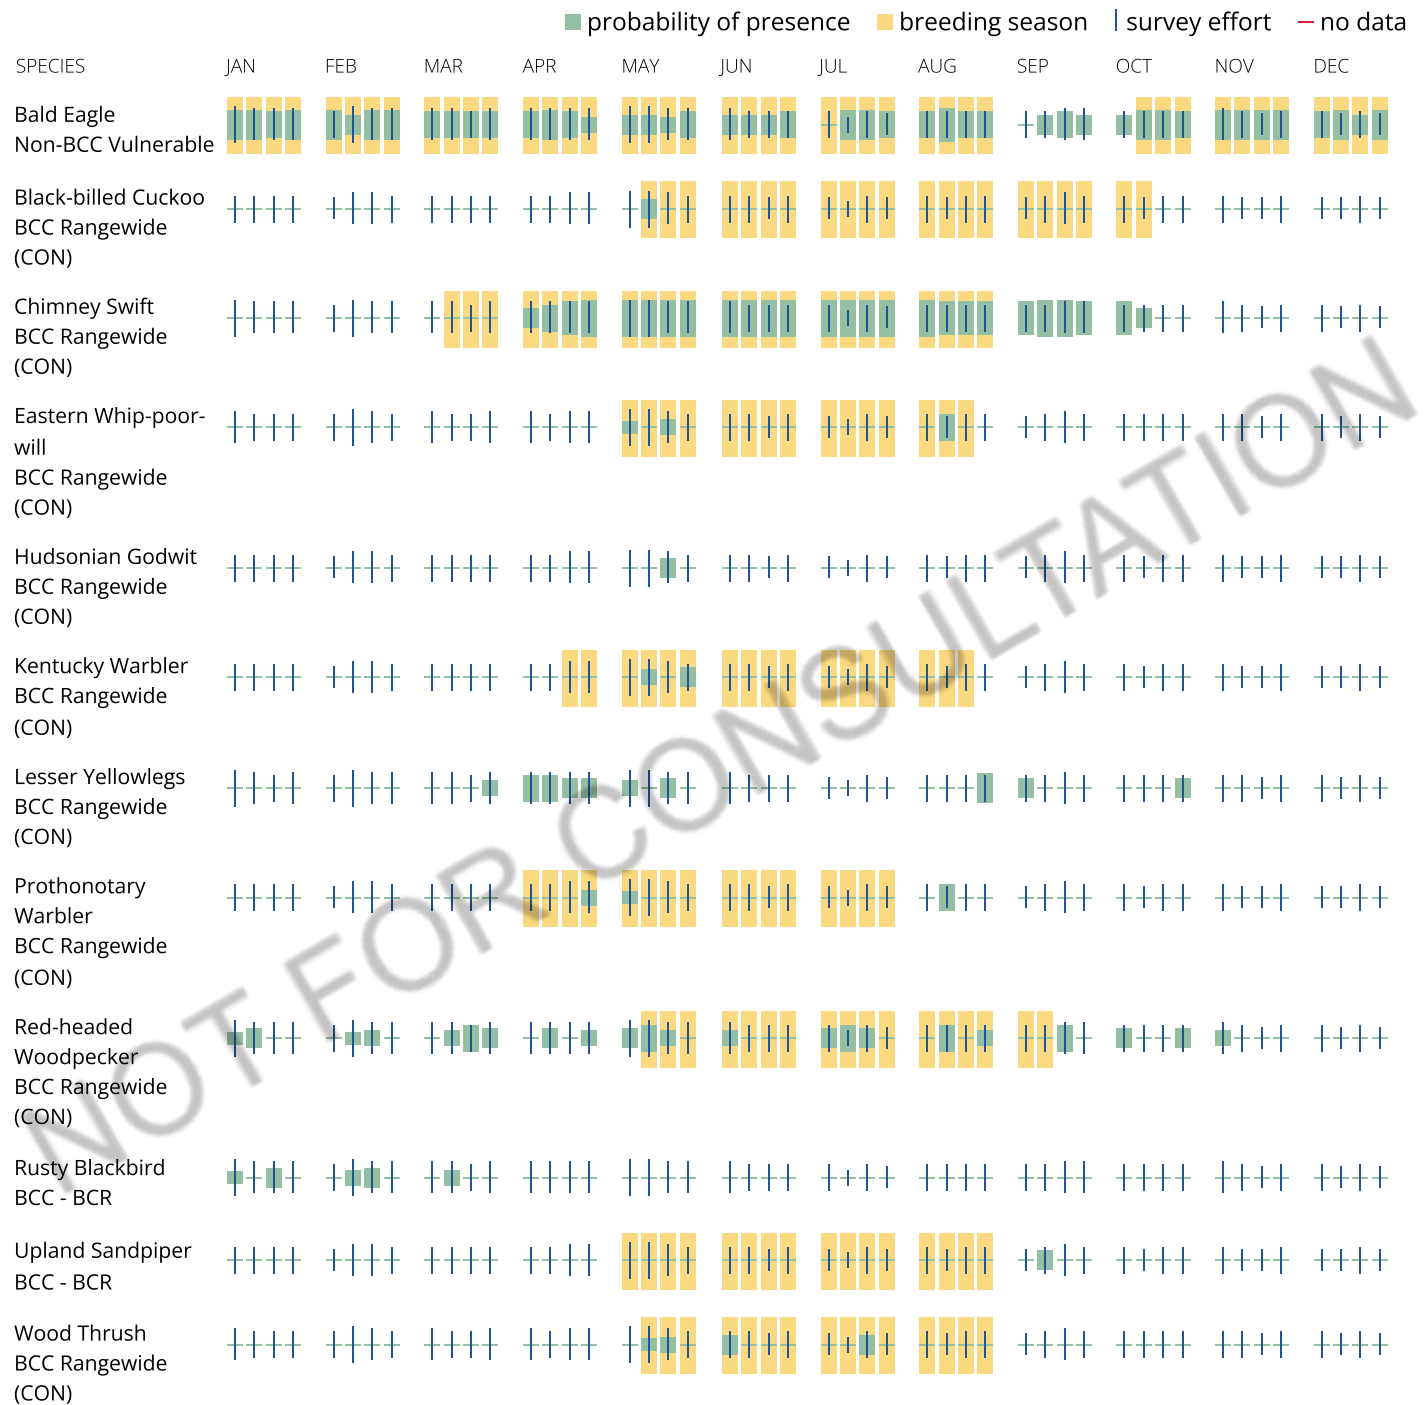 probability of presence breeding season survey effort no data
SPECIES JAN FEB MAR APR MAY JUN JUL AUG SEP OCT NOV DEC
Bald Eagle
Non-BCC Vulnerable
Black-billed Cuckoo
BCC Rangewide
(CON)
Chimney Swift
BCC Rangewide
(CON)
Eastern Whip-poor-
will
BCC Rangewide
(CON)
Hudsonian Godwit
BCC Rangewide
(CON)
Kentucky Warbler
BCC Rangewide
(CON)
Lesser Yellowlegs
BCC Rangewide
(CON)
Prothonotary
Warbler
BCC Rangewide
(CON)
Red-headed
Woodpecker
BCC Rangewide
(CON)
Rusty Blackbird
BCC - BCR
Upland Sandpiper
BCC - BCR
Wood Thrush
BCC Rangewide
(CON)
NOT FOR CONSULTATION